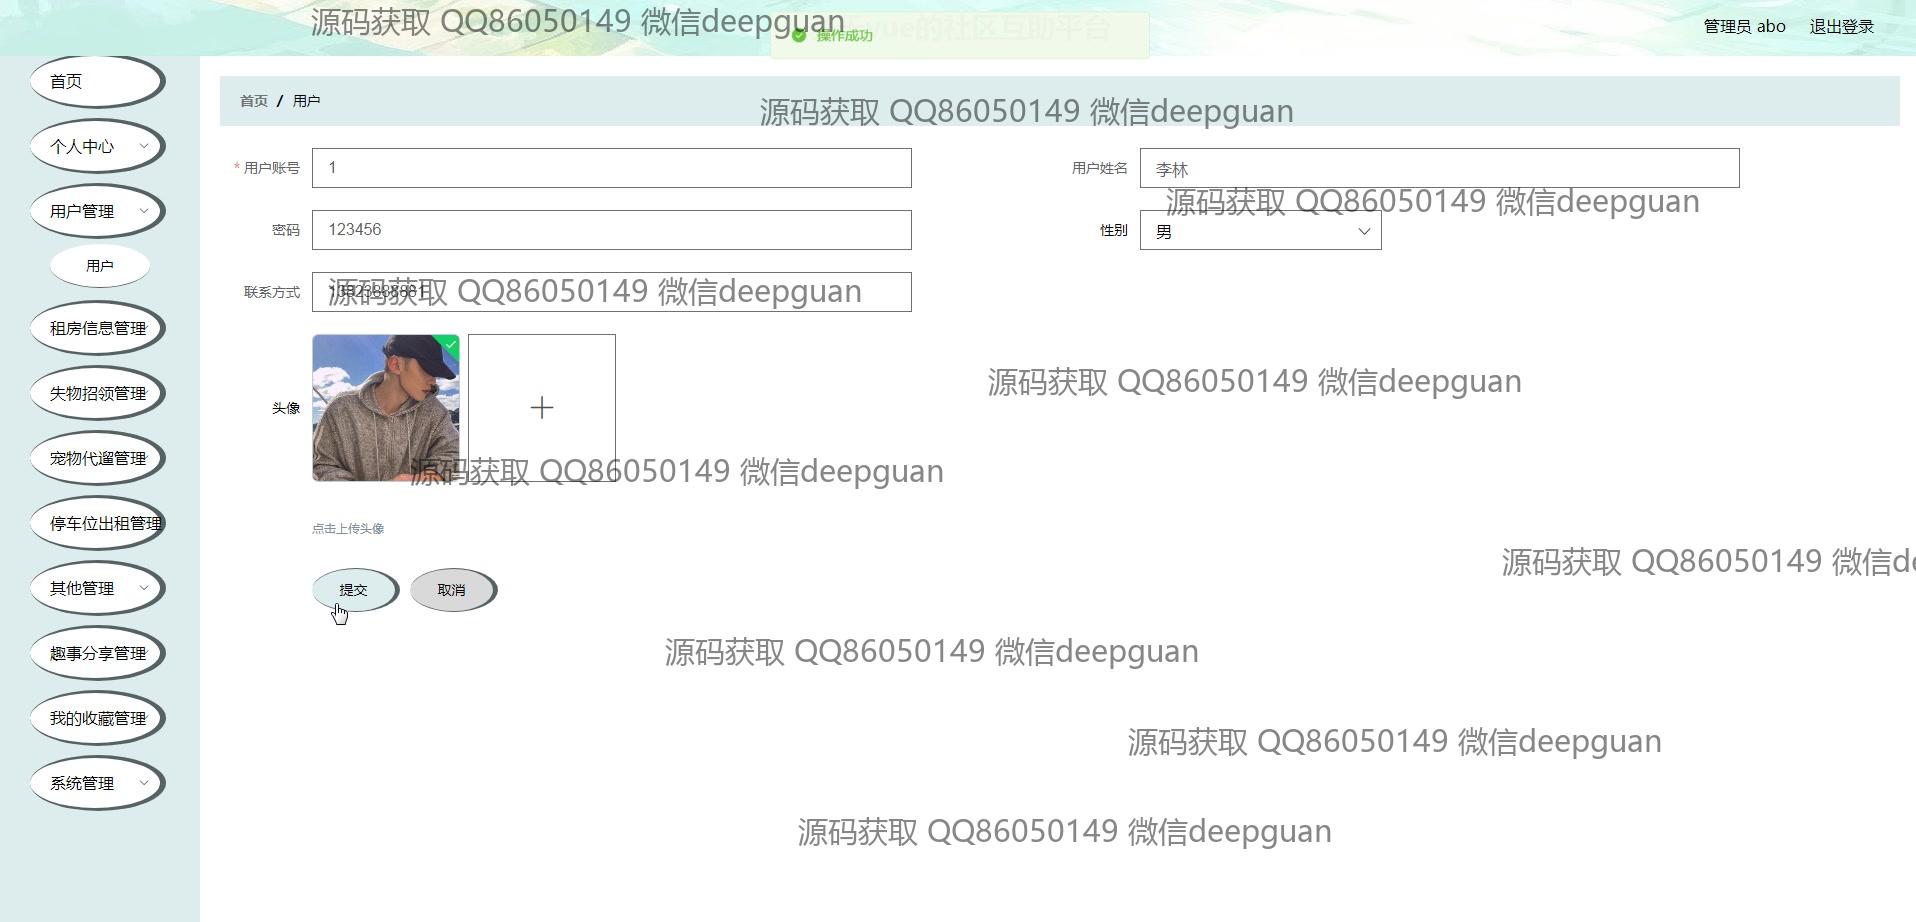 源码获取 QQ86050149 微信deepguan
vue的社区互助平台
操作成功
管理员 abo
退出登录
首页
个人中心
用户管理
用户
租房信息管理
失物招领管理
宠物代遛管理
停车位出租管理
其他管理
趣事分享管理
我的收藏管理
系统管理
首页 / 用户
源码获取 QQ86050149 微信deepguan
* 用户账号 1
用户姓名 李林
源码获取 QQ86050149 微信deepguan
密码 123456
性别 男
联系方式
源码获取 QQ86050149 微信deepguan
源码获取 QQ86050149 微信deepguan
头像
源码获取 QQ86050149 微信deepguan
点击上传头像
源码获取 QQ86050149 微信de
提交
取消
源码获取 QQ86050149 微信deepguan
源码获取 QQ86050149 微信deepguan
源码获取 QQ86050149 微信deepguan